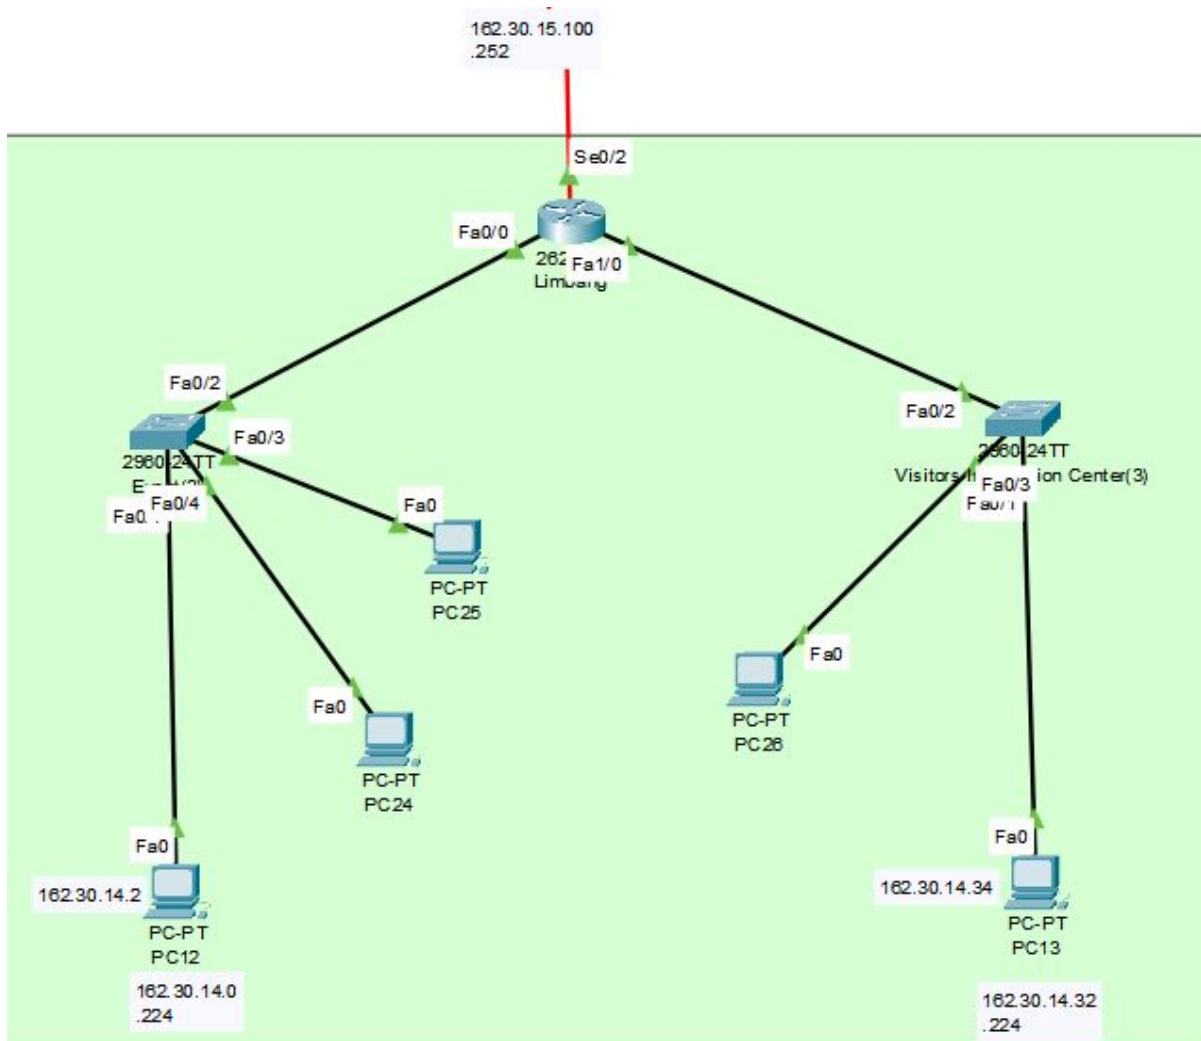 162.30.15.100
.252
Se0/2
Fa0/0
Fa1/0
Fa0/2
Fa0/3
2960-24TT
Fa0/4
Fa0
PC-PT
PC25
Fa0/2
24TT
Visitors ion Center(3)
Fa0/3
Fa0
PC-PT
PC26
Fa0
PC-PT
PC24
Fa0
162.30.14.2
PC-PT
PC12
162.30.14.0
.224
Fa0
162.30.14.34
PC-PT
PC13
162.30.14.32
.224